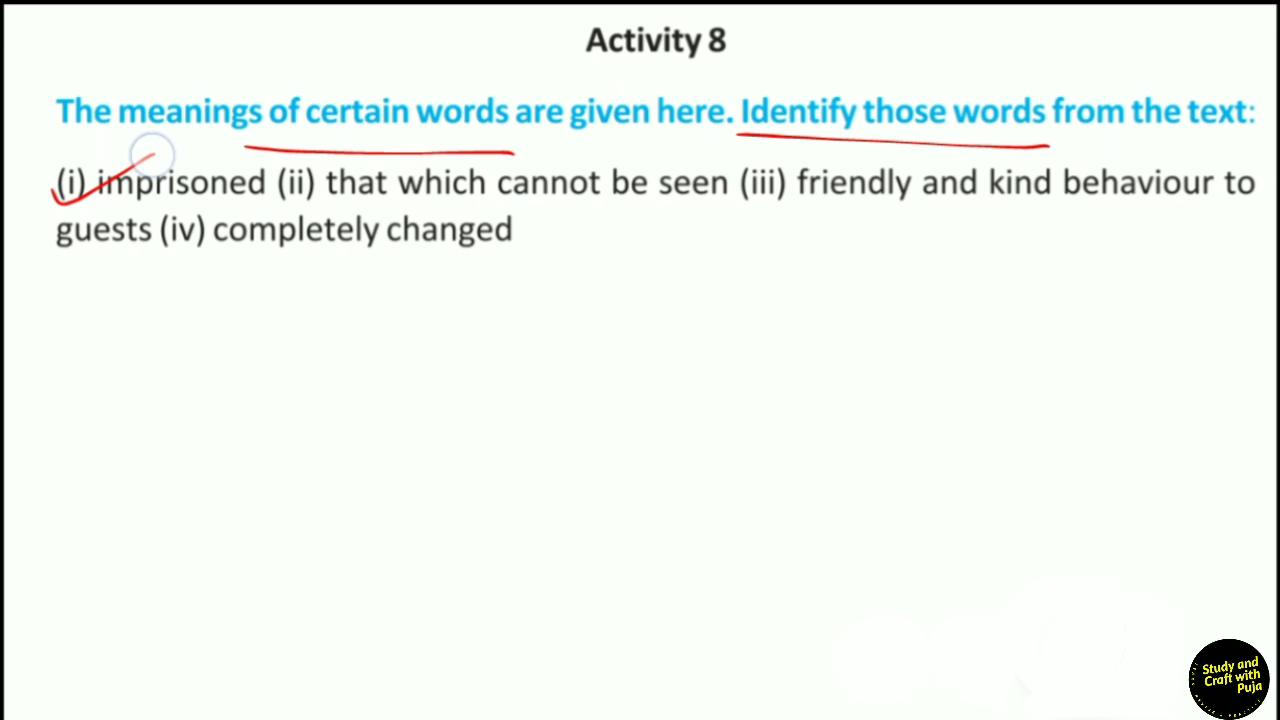 Activity 8
The meanings of certain words are given here. Identify those words from the text:
(i) imprisoned (ii) that which cannot be seen (iii) friendly and kind behaviour to
guests (iv) completely changed
Study and
Craft with
Puja